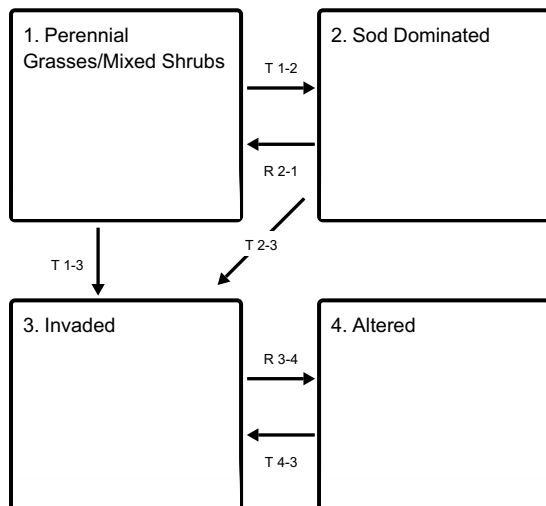 1. Perennial
Grasses/Mixed Shrubs
2. Sod Dominated
T 1-2
R 2-1
T 1-3
T 2-3
3. Invaded
4. Altered
R 3-4
T 4-3